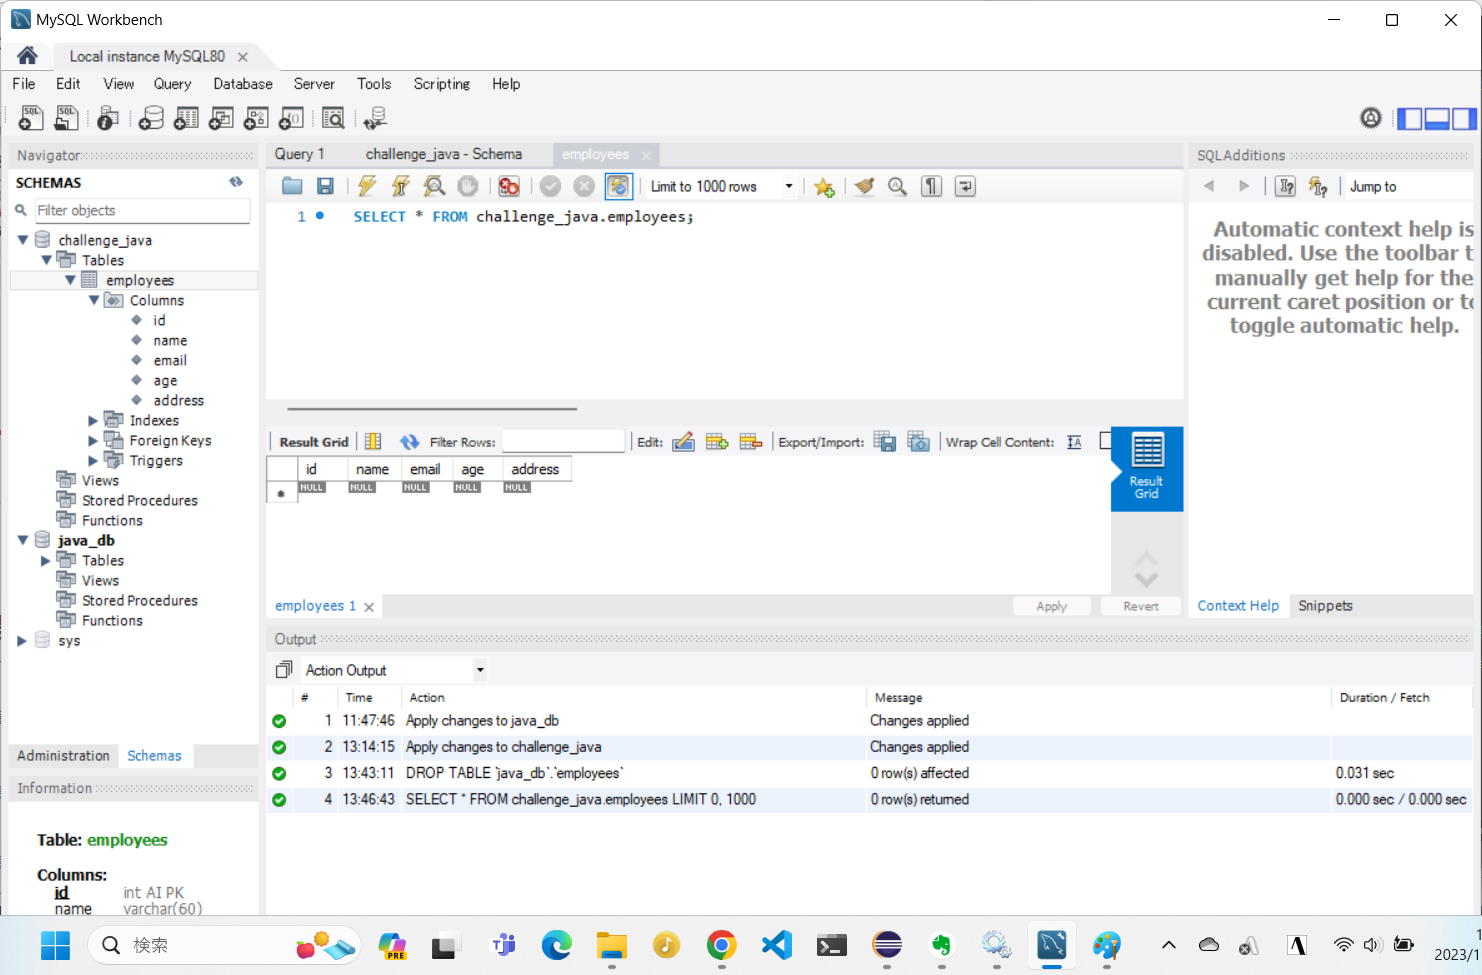 MySQL Workbench
Local instance MySQL80
File Edit View Query Database Server Tools Scripting Help
Navigator
SCHEMAS
Filter objects
challenge_java
Tables
employees
Columns
id
name
email
age
address
Indexes
Foreign Keys
Triggers
Views
Stored Procedures
Functions
java_db
Tables
Views
Stored Procedures
Functions
sys
Administration Schemas
Information
Table: employees
Columns:
id int AI PK
name varchar(60)
Query 1 challenge_java - Schema employees
Limit to 1000 rows
1 SELECT * FROM challenge_java.employees;
Result Grid Filter Rows: Edit: Export/Import: Wrap Cell Content:
id name email age address
NULL NULL NULL NULL NULL
Result
Grid
employees 1
Apply Revert
SQLAdditions
Jump to
Automatic context help is
disabled. Use the toolbar t
manually get help for the
current caret position or to
toggle automatic help.
Context Help Snippets
Output
Action Output
# Time Action Message Duration / Fetch
1 11:47:46 Apply changes to java_db Changes applied
2 13:14:15 Apply changes to challenge_java Changes applied
3 13:43:11 DROP TABLE `java_db`.`employees` 0 row(s) affected 0.031 sec
4 13:46:43 SELECT * FROM challenge_java.employees LIMIT 0, 1000 0 row(s) returned 0.000 sec / 0.000 sec
検索
PRE
A
1
2023/1